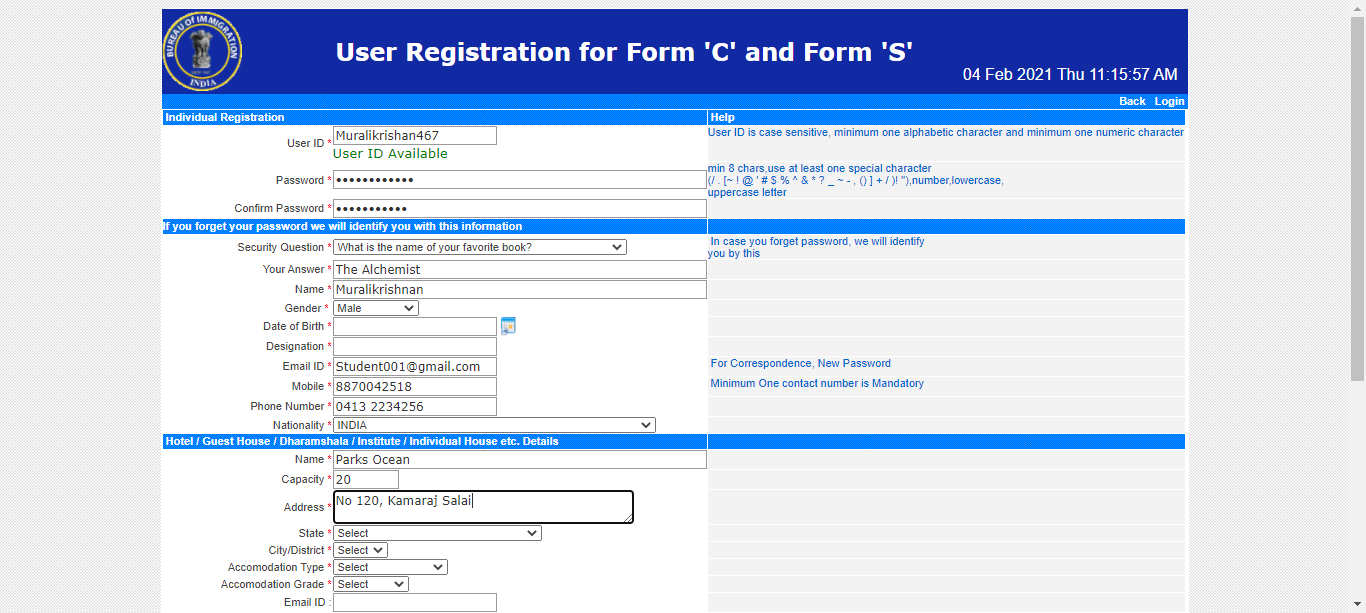 BUREAU OF IMMIGRATION
INDIA
User Registration for Form 'C' and Form 'S'
04 Feb 2021 Thu 11:15:57 AM
Back Login
Individual Registration Help
User ID * Muralikrishan467 User ID is case sensitive, minimum one alphabetic character and minimum one numeric character
User ID Available
Password * •••••••••••• min 8 chars,use at least one special character
(/ . [~ ! @ ' # $ % ^ & * ? _ ~ - , () ] + / )! "),number,lowercase,
uppercase letter
Confirm Password * •••••••••••
If you forget your password we will identify you with this information
Security Question * What is the name of your favorite book? In case you forget password, we will identify
you by this
Your Answer * The Alchemist
Name * Muralikrishnan
Gender * Male
Date of Birth *
Designation *
Email ID * Student001@gmail.com For Correspondence, New Password
Mobile * 8870042518 Minimum One contact number is Mandatory
Phone Number * 0413 2234256
Nationality * INDIA
Hotel / Guest House / Dharamshala / Institute / Individual House etc. Details
Name * Parks Ocean
Capacity * 20
Address * No 120, Kamaraj Salai
State * Select
City/District * Select
Accomodation Type * Select
Accomodation Grade * Select
Email ID :